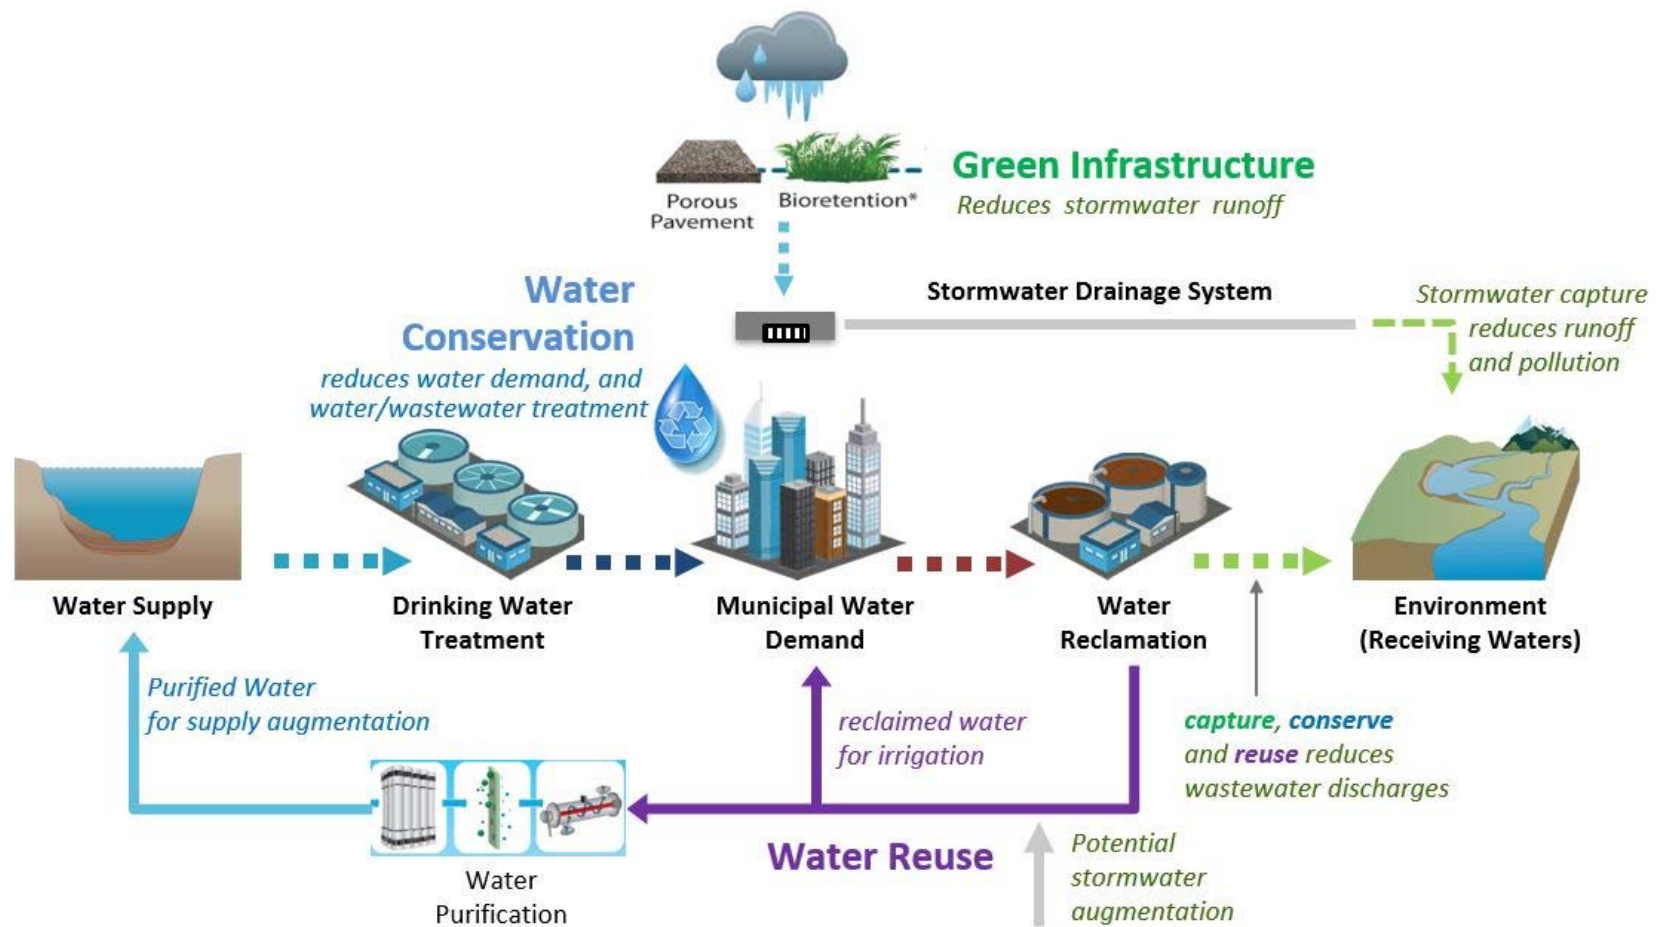 Porous
Pavement
Bioretention*
Green Infrastructure
Reduces stormwater runoff
Water
Conservation
reduces water demand, and
water/wastewater treatment
Stormwater Drainage System
Stormwater capture
reduces runoff
and pollution
Water Supply
Drinking Water
Treatment
Municipal Water
Demand
Water
Reclamation
Environment
(Receiving Waters)
Purified Water
for supply augmentation
reclaimed water
for irrigation
capture, conserve
and reuse reduces
wastewater discharges
Water Reuse
Potential
stormwater
augmentation
Water
Purification